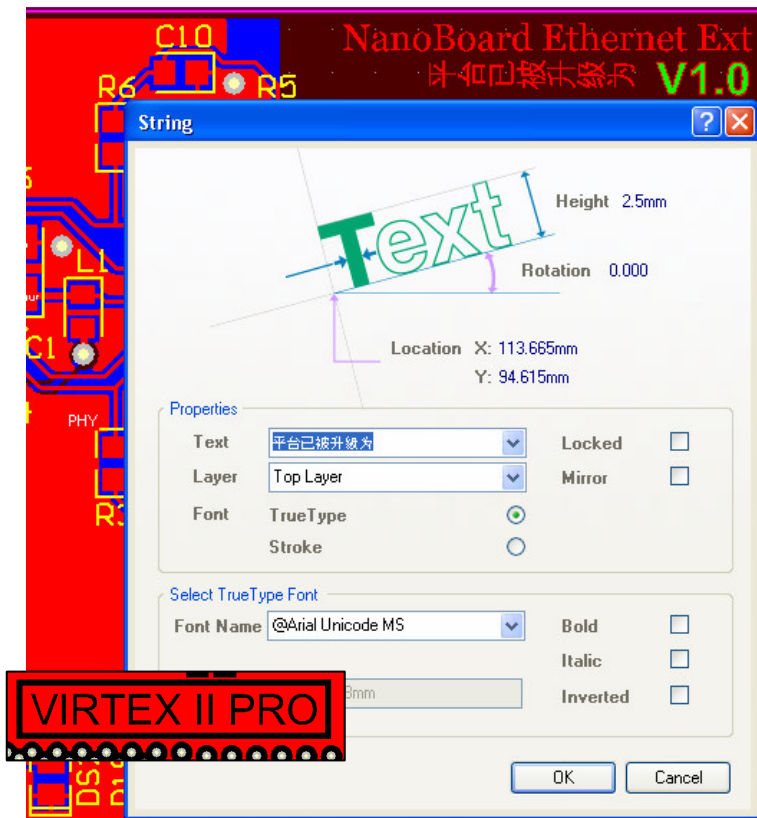 C10
NanoBoard Ethernet Ext
平台已被升级为 V1.0
R6
R5
String
Text
Height 2.5mm
Rotation 0.000
L1
Location X: 113.665mm
Y: 94.615mm
C1
Properties
PHY
Text 平台已被升级为 Locked
Layer Top Layer Mirror
Font TrueType
Stroke
Select TrueType Font
Font Name @Arial Unicode MS Bold
Italic
Inverted
VIRTEX II PRO
OK Cancel